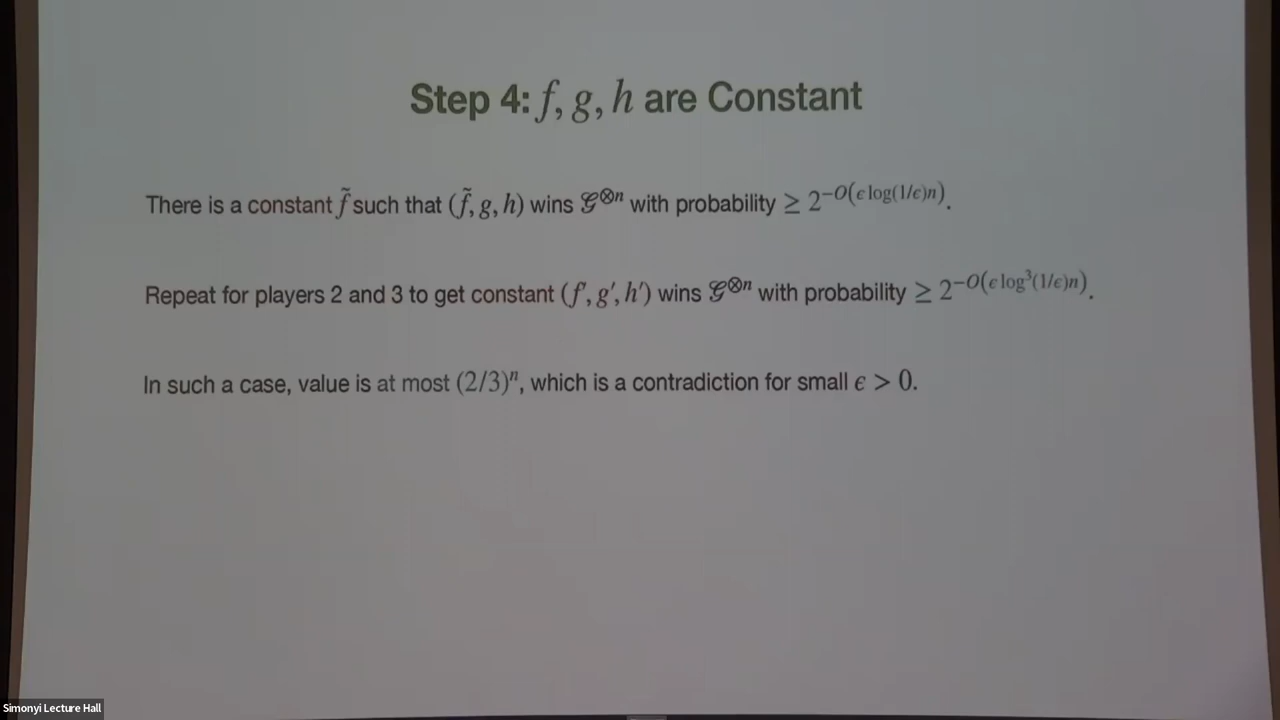 Step 4: f, g, h are Constant
There is a constant f̃ such that (f̃, g, h) wins 𝒢^{⊗n} with probability ≥ 2^{−O(ϵ log(1/ϵ)n)}.
Repeat for players 2 and 3 to get constant (f′, g′, h′) wins 𝒢^{⊗n} with probability ≥ 2^{−O(ϵ log³(1/ϵ)n)}.
In such a case, value is at most (2/3)ⁿ, which is a contradiction for small ϵ > 0.
Simonyi Lecture Hall